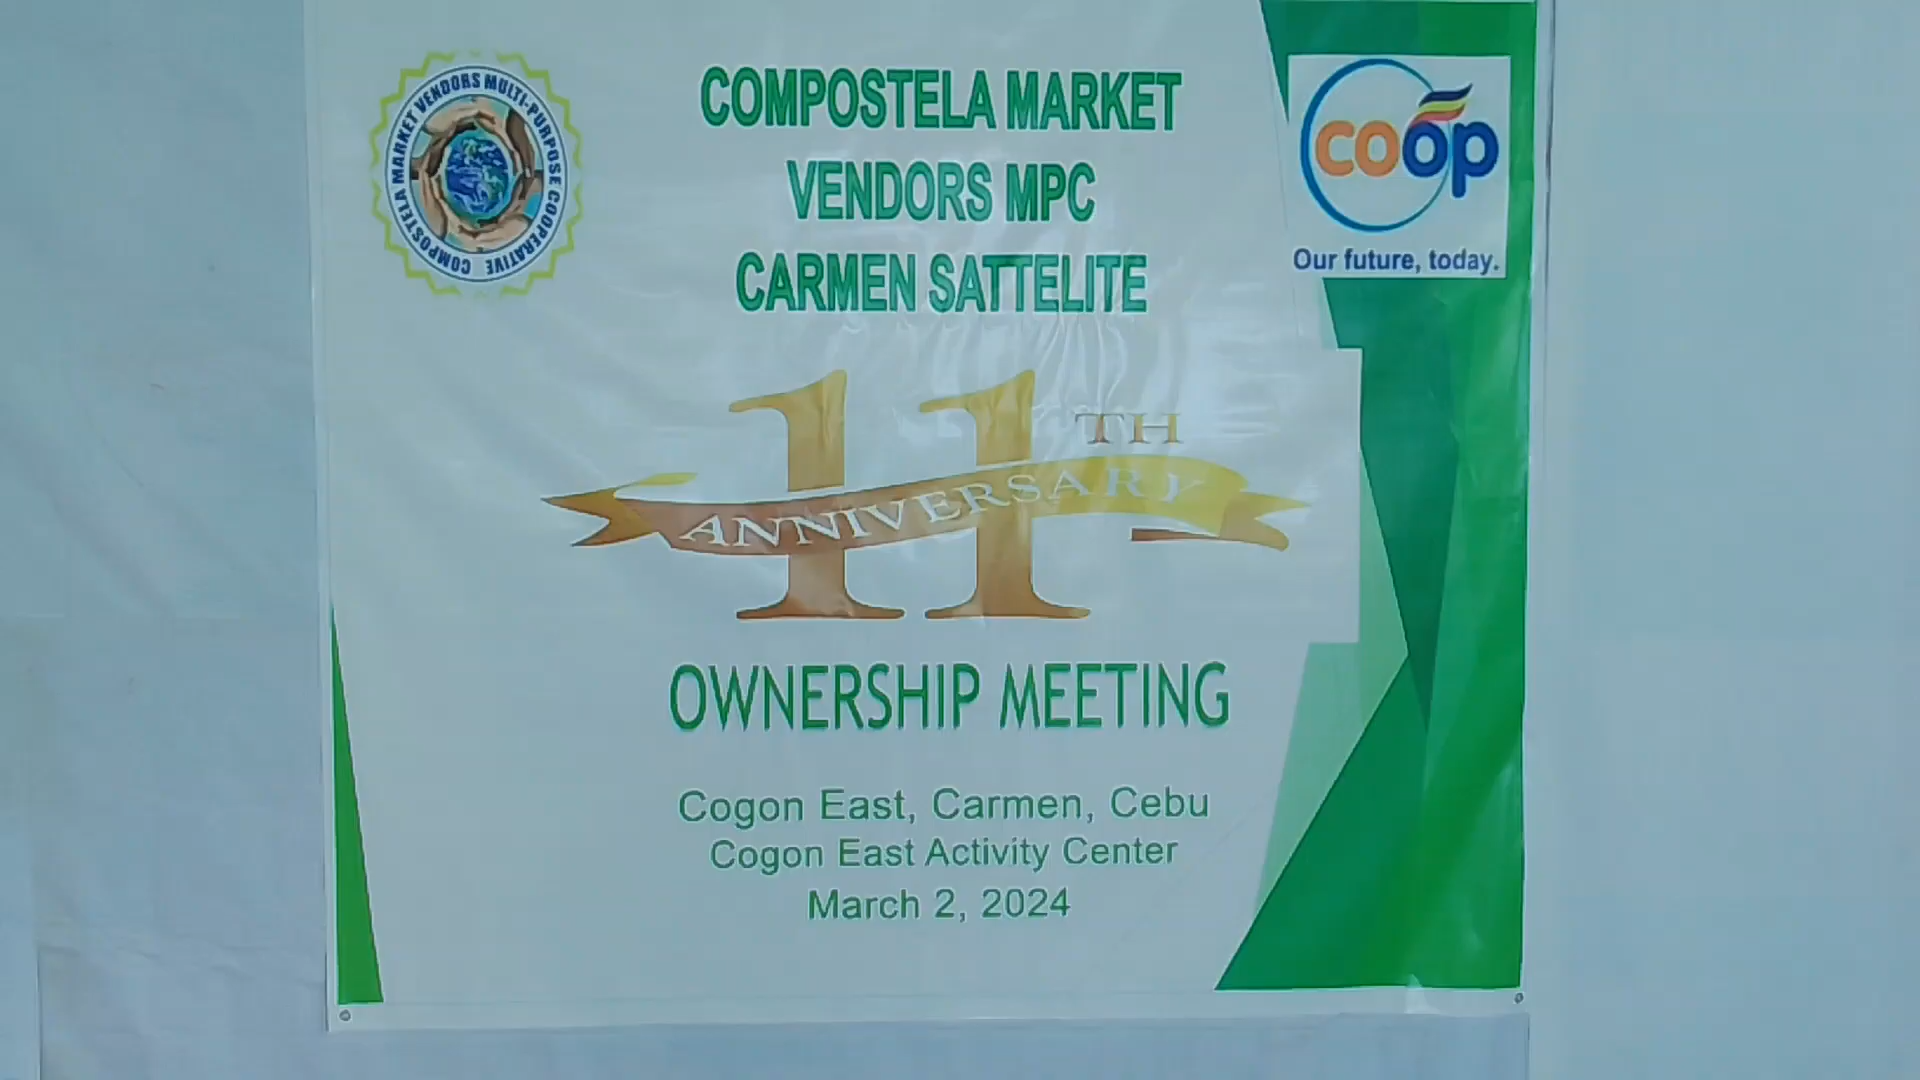 COMPOSTELA MARKET VENDORS MULTI-PURPOSE COOPERATIVE
COMPOSTELA MARKET
VENDORS MPC
CARMEN SATTELITE
coop
Our future, today.
11TH
ANNIVERSARY
OWNERSHIP MEETING
Cogon East, Carmen, Cebu
Cogon East Activity Center
March 2, 2024